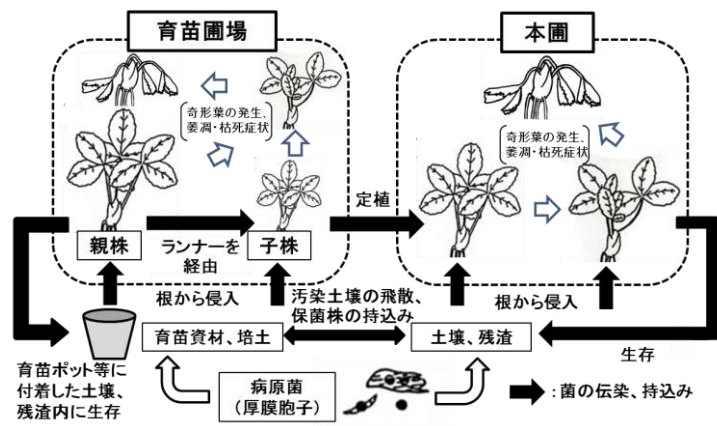 育苗圃場
本圃
奇形葉の発生、
萎凋・枯死症状
奇形葉の発生、
萎凋・枯死症状
親株
ランナーを
経由
子株
定植
根から侵入
汚染土壌の飛散、
保菌株の持込み
根から侵入
育苗資材、培土
土壌、残渣
生存
育苗ポット等に
付着した土壌、
残渣内に生存
病原菌
(厚膜胞子)
:菌の伝染、持込み